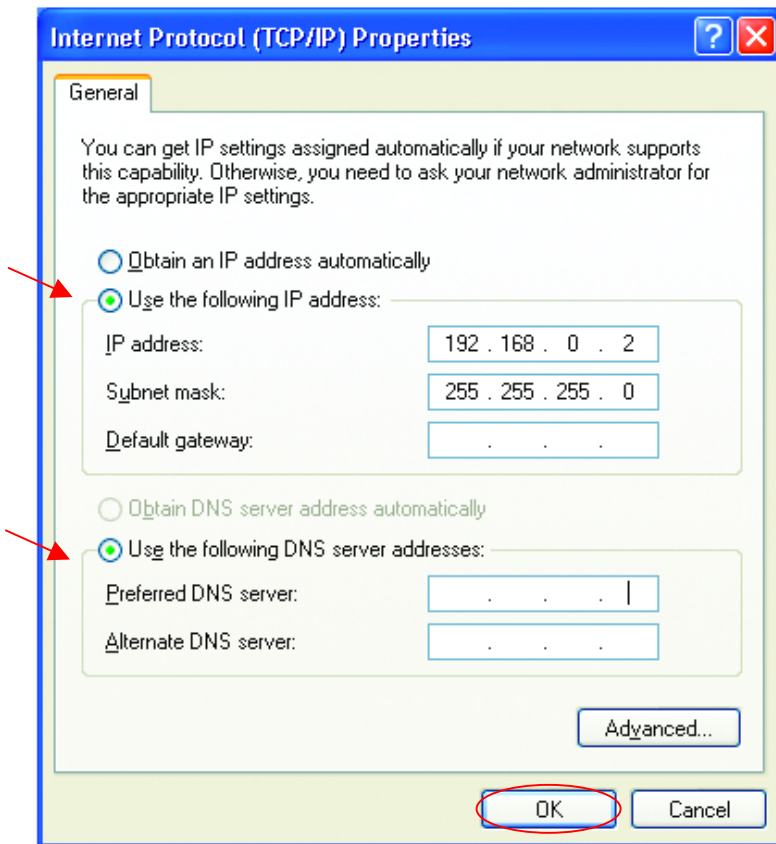 Internet Protocol (TCP/IP) Properties
General
You can get IP settings assigned automatically if your network supports
this capability. Otherwise, you need to ask your network administrator for
the appropriate IP settings.
Obtain an IP address automatically
Use the following IP address:
IP address: 192 . 168 . 0 . 2
Subnet mask: 255 . 255 . 255 . 0
Default gateway: . . .
Obtain DNS server address automatically
Use the following DNS server addresses:
Preferred DNS server: . . .
Alternate DNS server: . . .
Advanced...
OK Cancel